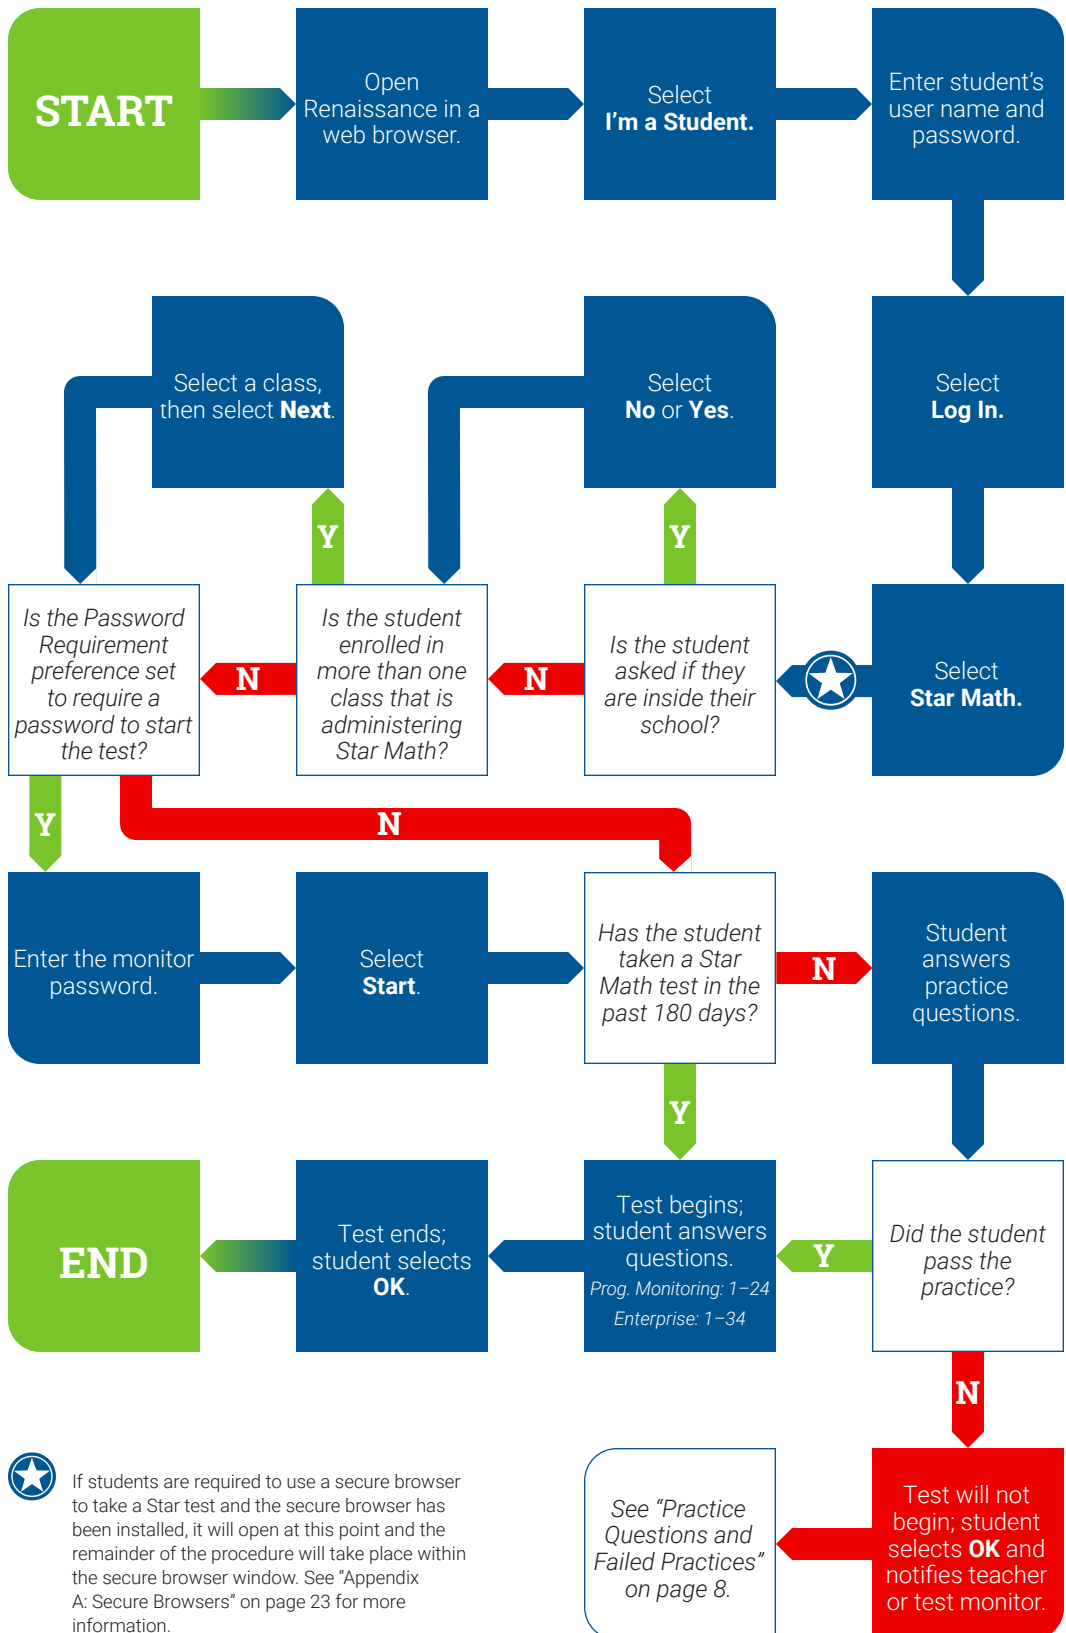 START
Open
Renaissance in a
web browser.
Select
I'm a Student.
Enter student's
user name and
password.
Select a class,
then select Next.
Select
No or Yes.
Select
Log In.
Y
Y
Is the Password
Requirement
preference set
to require a
password to start
the test?
N
Is the student
enrolled in
more than one
class that is
administering
Star Math?
N
Is the student
asked if they
are inside their
school?
Select
Star Math.
Y
N
Enter the monitor
password.
Select
Start.
Has the student
taken a Star
Math test in the
past 180 days?
N
Student
answers
practice
questions.
Y
END
Test ends;
student selects
OK.
Test begins;
student answers
questions.
Prog. Monitoring: 1–24
Enterprise: 1–34
Y
Did the student
pass the
practice?
N
If students are required to use a secure browser
to take a Star test and the secure browser has
been installed, it will open at this point and the
remainder of the procedure will take place within
the secure browser window. See “Appendix
A: Secure Browsers” on page 23 for more
information.
See “Practice
Questions and
Failed Practices”
on page 8.
Test will not
begin; student
selects OK and
notifies teacher
or test monitor.